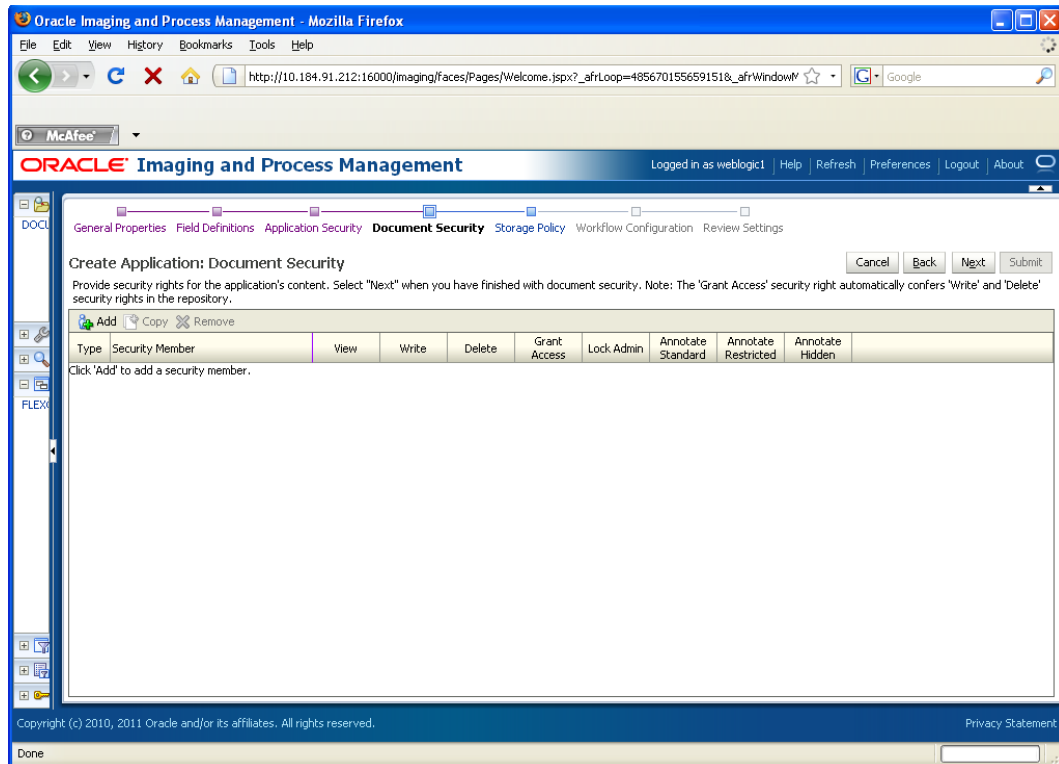 Oracle Imaging and Process Management - Mozilla Firefox
File Edit View History Bookmarks Tools Help
http://10.184.91.212:16000/imaging/faces/Pages/Welcome.jspx?_afrLoop=485670155659151&_afrWindowM
G Google
McAfee
ORACLE Imaging and Process Management
Logged in as weblogic1 | Help | Refresh | Preferences | Logout | About
DOCU
General Properties Field Definitions Application Security Document Security Storage Policy Workflow Configuration Review Settings
Create Application: Document Security
Cancel Back Next Submit
Provide security rights for the application's content. Select "Next" when you have finished with document security. Note: The 'Grant Access' security right automatically confers 'Write' and 'Delete'
security rights in the repository.
Add Copy Remove
Type Security Member View Write Delete Grant Access Lock Admin Annotate Standard Annotate Restricted Annotate Hidden
Click 'Add' to add a security member.
FLEXC
Copyright (c) 2010, 2011 Oracle and/or its affiliates. All rights reserved.
Privacy Statement
Done